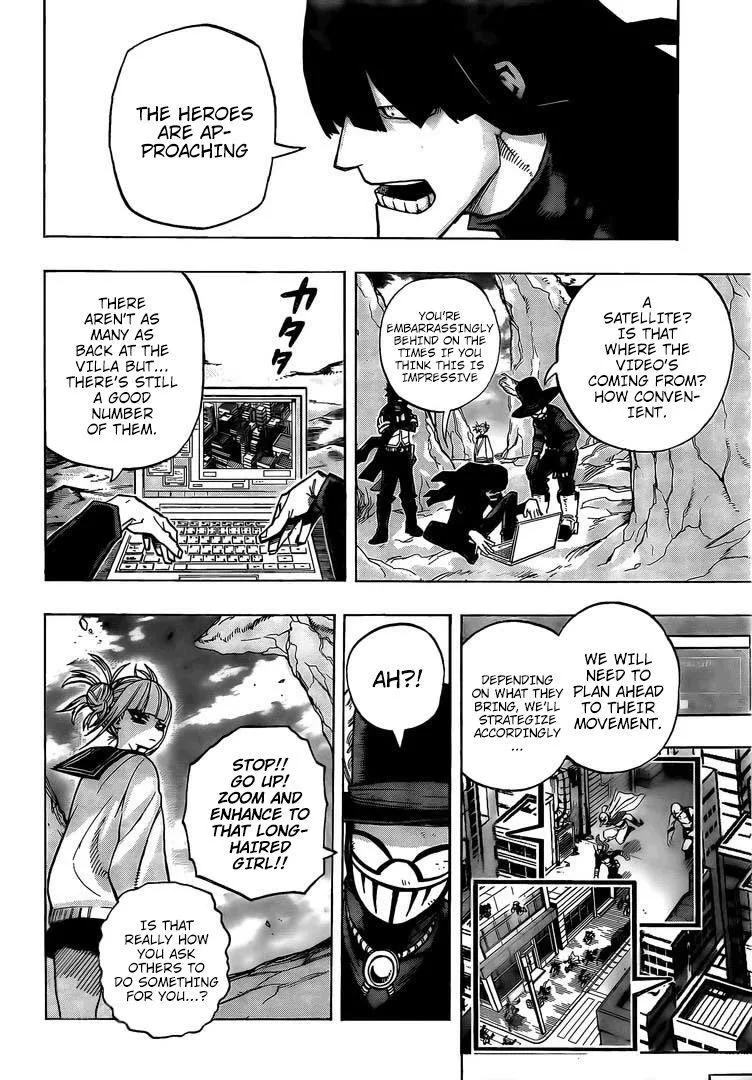 THE HEROES
ARE AP-
PROACHING
A
SATELLITE?
IS THAT
WHERE THE
VIDEO'S
COMING FROM?
HOW CONVEN-
IENT.
YOU'RE
EMBARRASSINGLY
BEHIND ON THE
TIMES IF YOU
THINK THIS IS
IMPRESSIVE
カタタ
THERE
AREN'T AS
MANY AS
BACK AT THE
VILLA BUT...
THERE'S STILL
A GOOD
NUMBER
OF THEM.
WE WILL
NEED TO
PLAN AHEAD
TO THEIR
MOVEMENT.
DEPENDING
ON WHAT THEY
BRING, WE'LL
STRATEGIZE
ACCORDINGLY
...
AH?!
STOP!!
GO UP!
ZOOM AND
ENHANCE TO
THAT LONG-
HAIRED
GIRL!!
IS THAT
REALLY HOW
YOU ASK
OTHERS TO
DO SOMETHING
FOR YOU...?